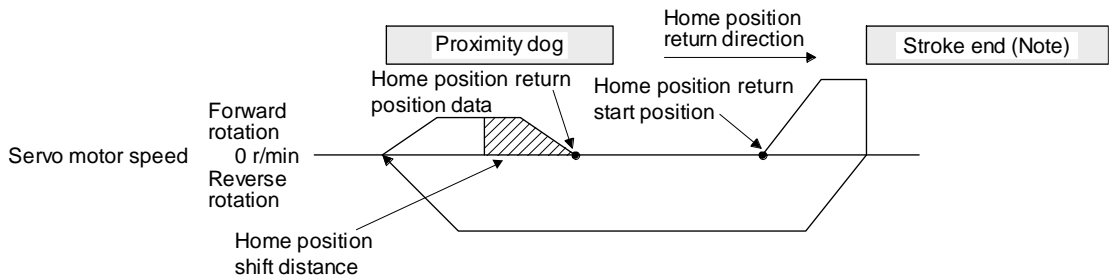 Proximity dog
Home position
return direction
Stroke end (Note)
Home position return
position data
Home position return
start position
Forward
rotation
Servo motor speed 0 r/min
Reverse
rotation
Home position
shift distance